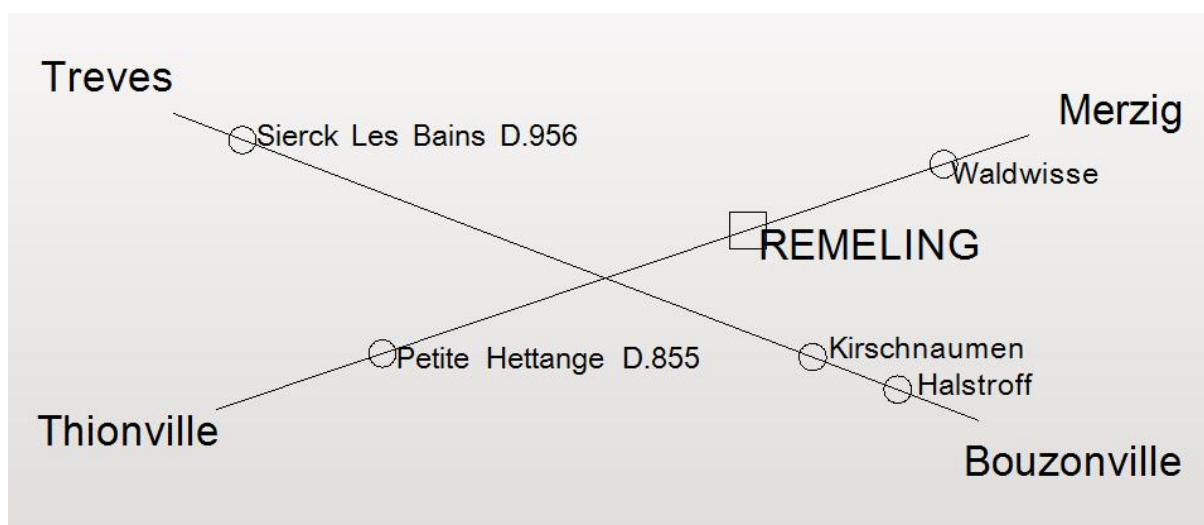 Treves
Merzig
Sierck Les Bains D.956
Waldwisse
REMELING
Kirschnaumen
Petite Hettange D.855
Halstroff
Thionville
Bouzonville